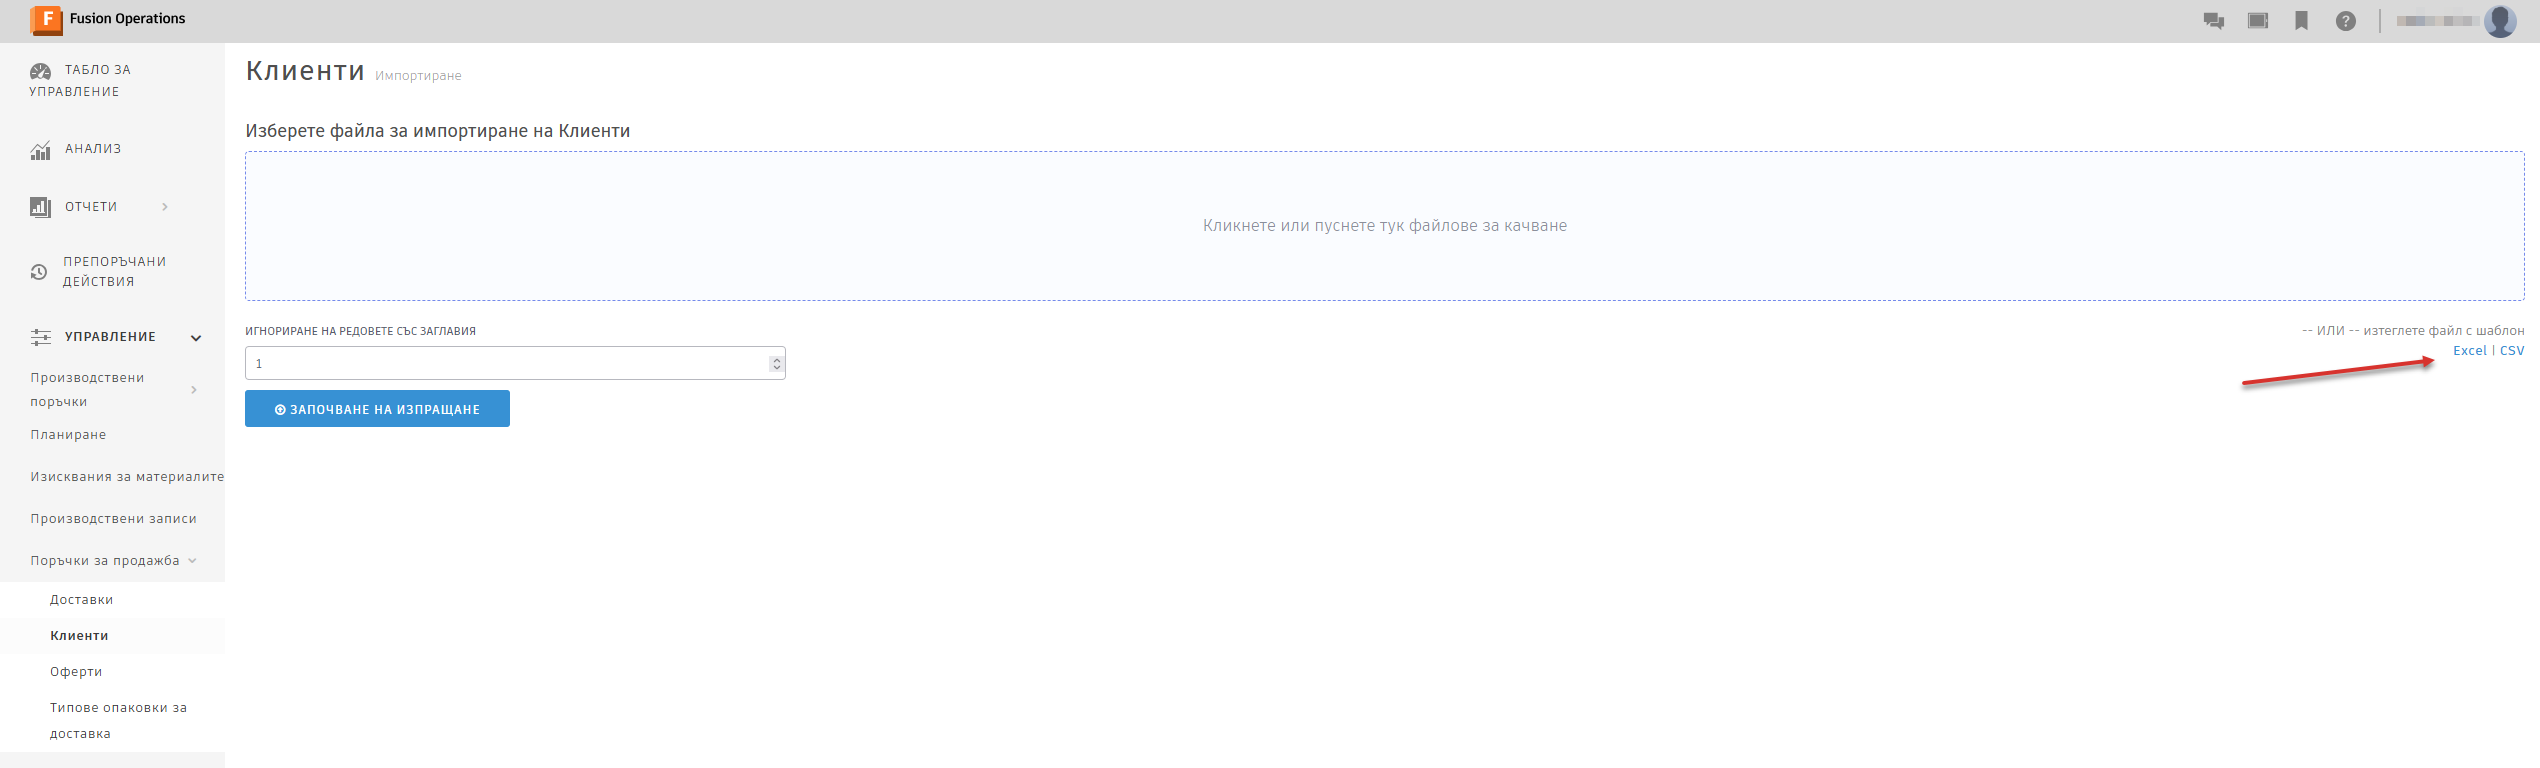 F Fusion Operations
ТАБЛО ЗА
УПРАВЛЕНИЕ
АНАЛИЗ
ОТЧЕТИ
ПРЕПОРЪЧАНИ
ДЕЙСТВИЯ
УПРАВЛЕНИЕ
Производствени
поръчки
Планиране
Изисквания за материалите
Производствени записи
Поръчки за продажба
Доставки
Клиенти
Оферти
Типове опаковки за
доставка
Клиенти Импортиране
Изберете файла за импортиране на Клиенти
Кликнете или пуснете тук файлове за качване
ИГНОРИРАНЕ НА РЕДОВЕТЕ СЪС ЗАГЛАВИЯ
1
ЗАПОЧВАНЕ НА ИЗПРАЩАНЕ
-- ИЛИ -- изтеглете файл с шаблон
Excel | CSV